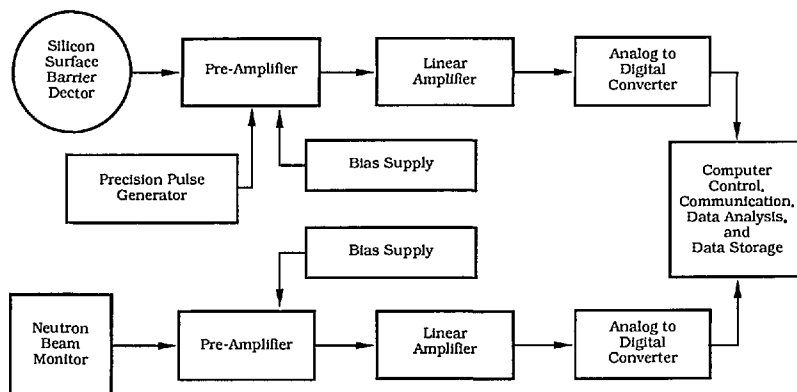 Silicon
Surface
Barrier
Dector
Pre-Amplifier
Linear
Amplifier
Analog to
Digital
Converter
Precision Pulse
Generator
Bias Supply
Computer
Control,
Communication,
Data Analysis,
and
Data Storage
Bias Supply
Neutron
Beam
Monitor
Pre-Amplifier
Linear
Amplifier
Analog to
Digital
Converter